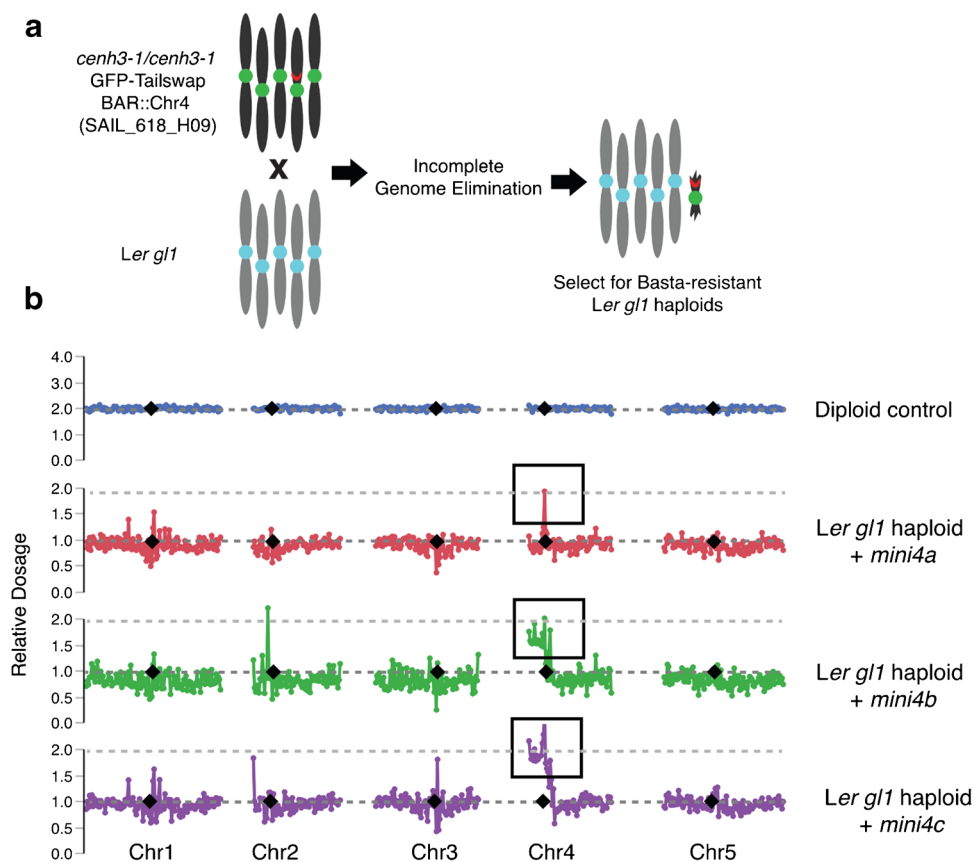 a
cenh3-1/cenh3-1
GFP-Tailswap
BAR::Chr4
(SAIL_618_H09)
X
Ler gl1
Incomplete
Genome Elimination
Select for Basta-resistant
Ler gl1 haploids
b
Relative Dosage
4.0
3.0
2.0
1.0
0.0
Diploid control
2.0
1.5
1.0
0.5
0.0
Ler gl1 haploid
+ mini4a
2.0
1.5
1.0
0.5
0.0
Ler gl1 haploid
+ mini4b
2.0
1.5
1.0
0.5
0.0
Ler gl1 haploid
+ mini4c
Chr1 Chr2 Chr3 Chr4 Chr5